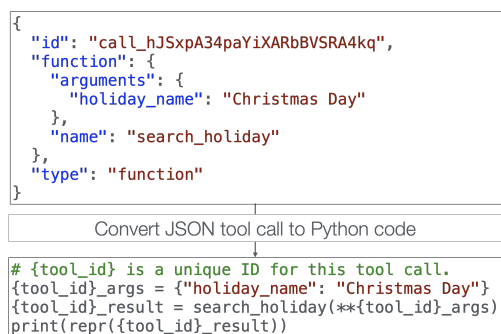 {
  "id": "call_hJSxpA34paYiXARbBVSRA4kq",
  "function": {
    "arguments": {
      "holiday_name": "Christmas Day"
    },
    "name": "search_holiday"
  },
  "type": "function"
}
Convert JSON tool call to Python code
# {tool_id} is a unique ID for this tool call.
{tool_id}_args = {"holiday_name": "Christmas Day"}
{tool_id}_result = search_holiday(**{tool_id}_args)
print(repr({tool_id}_result))